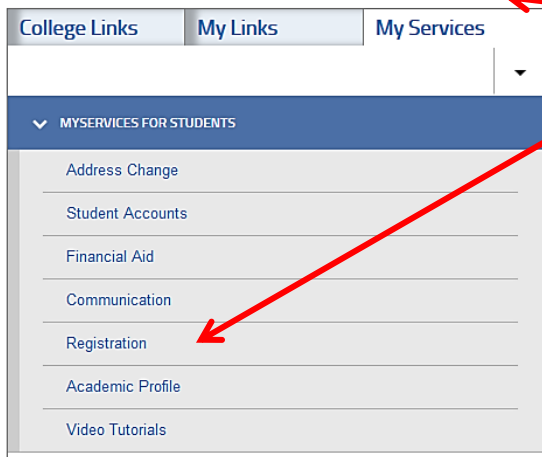 College Links My Links My Services
MYSERVICES FOR STUDENTS
Address Change
Student Accounts
Financial Aid
Communication
Registration
Academic Profile
Video Tutorials